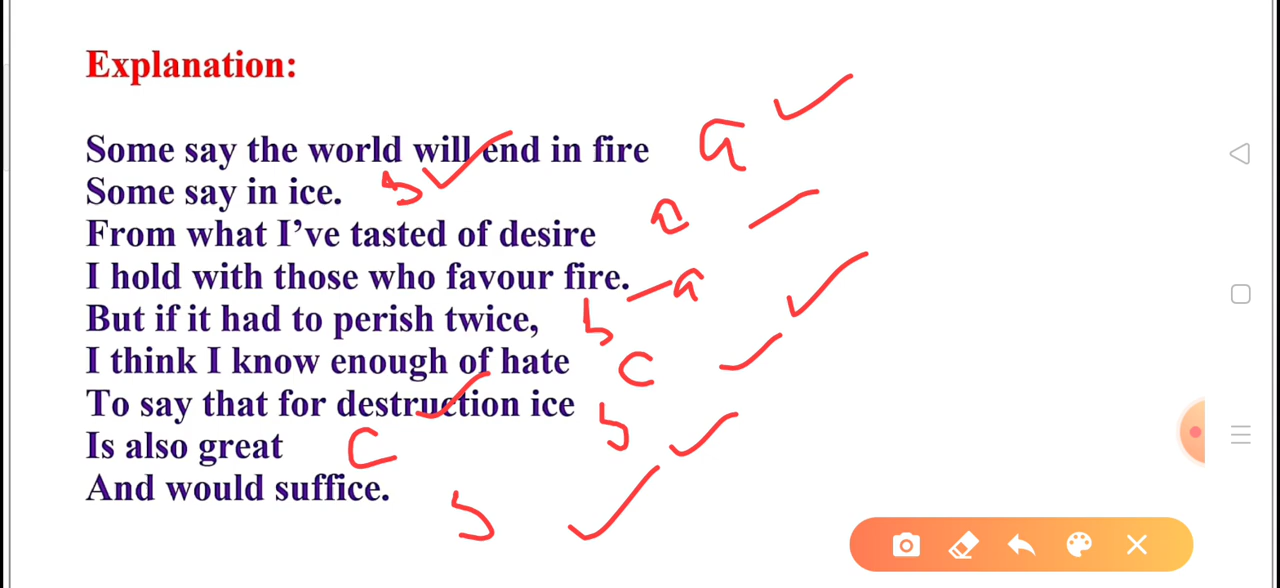 Explanation:
Some say the world will end in fire a
Some say in ice. b
From what I've tasted of desire a
I hold with those who favour fire. a
But if it had to perish twice, b
I think I know enough of hate c
To say that for destruction ice b
Is also great c
And would suffice. b